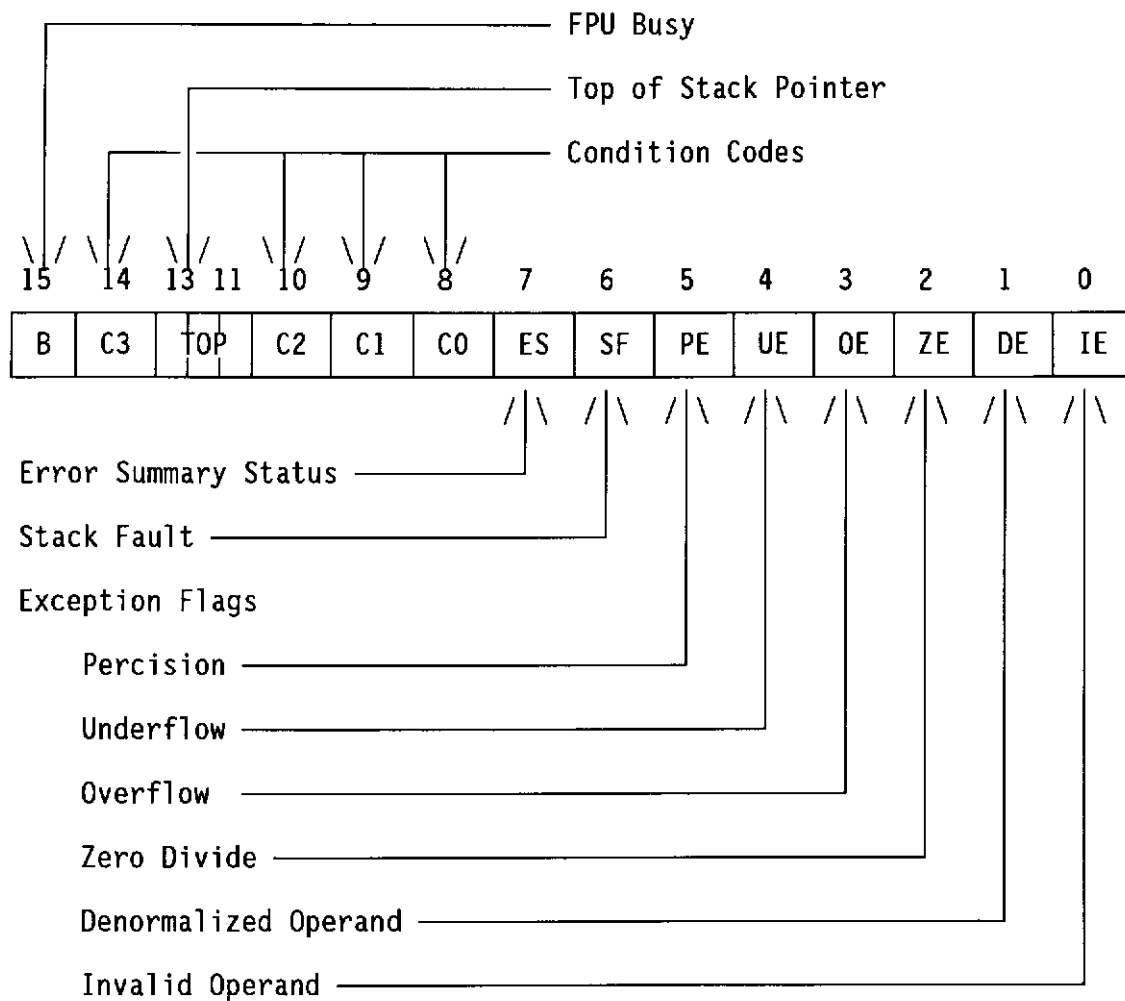 FPU Busy
Top of Stack Pointer
Condition Codes
15 14 13 11 10 9 8 7 6 5 4 3 2 1 0
B C3 TOP C2 C1 C0 ES SF PE UE OE ZE DE IE
Error Summary Status
Stack Fault
Exception Flags
Percision
Underflow
Overflow
Zero Divide
Denormalized Operand
Invalid Operand